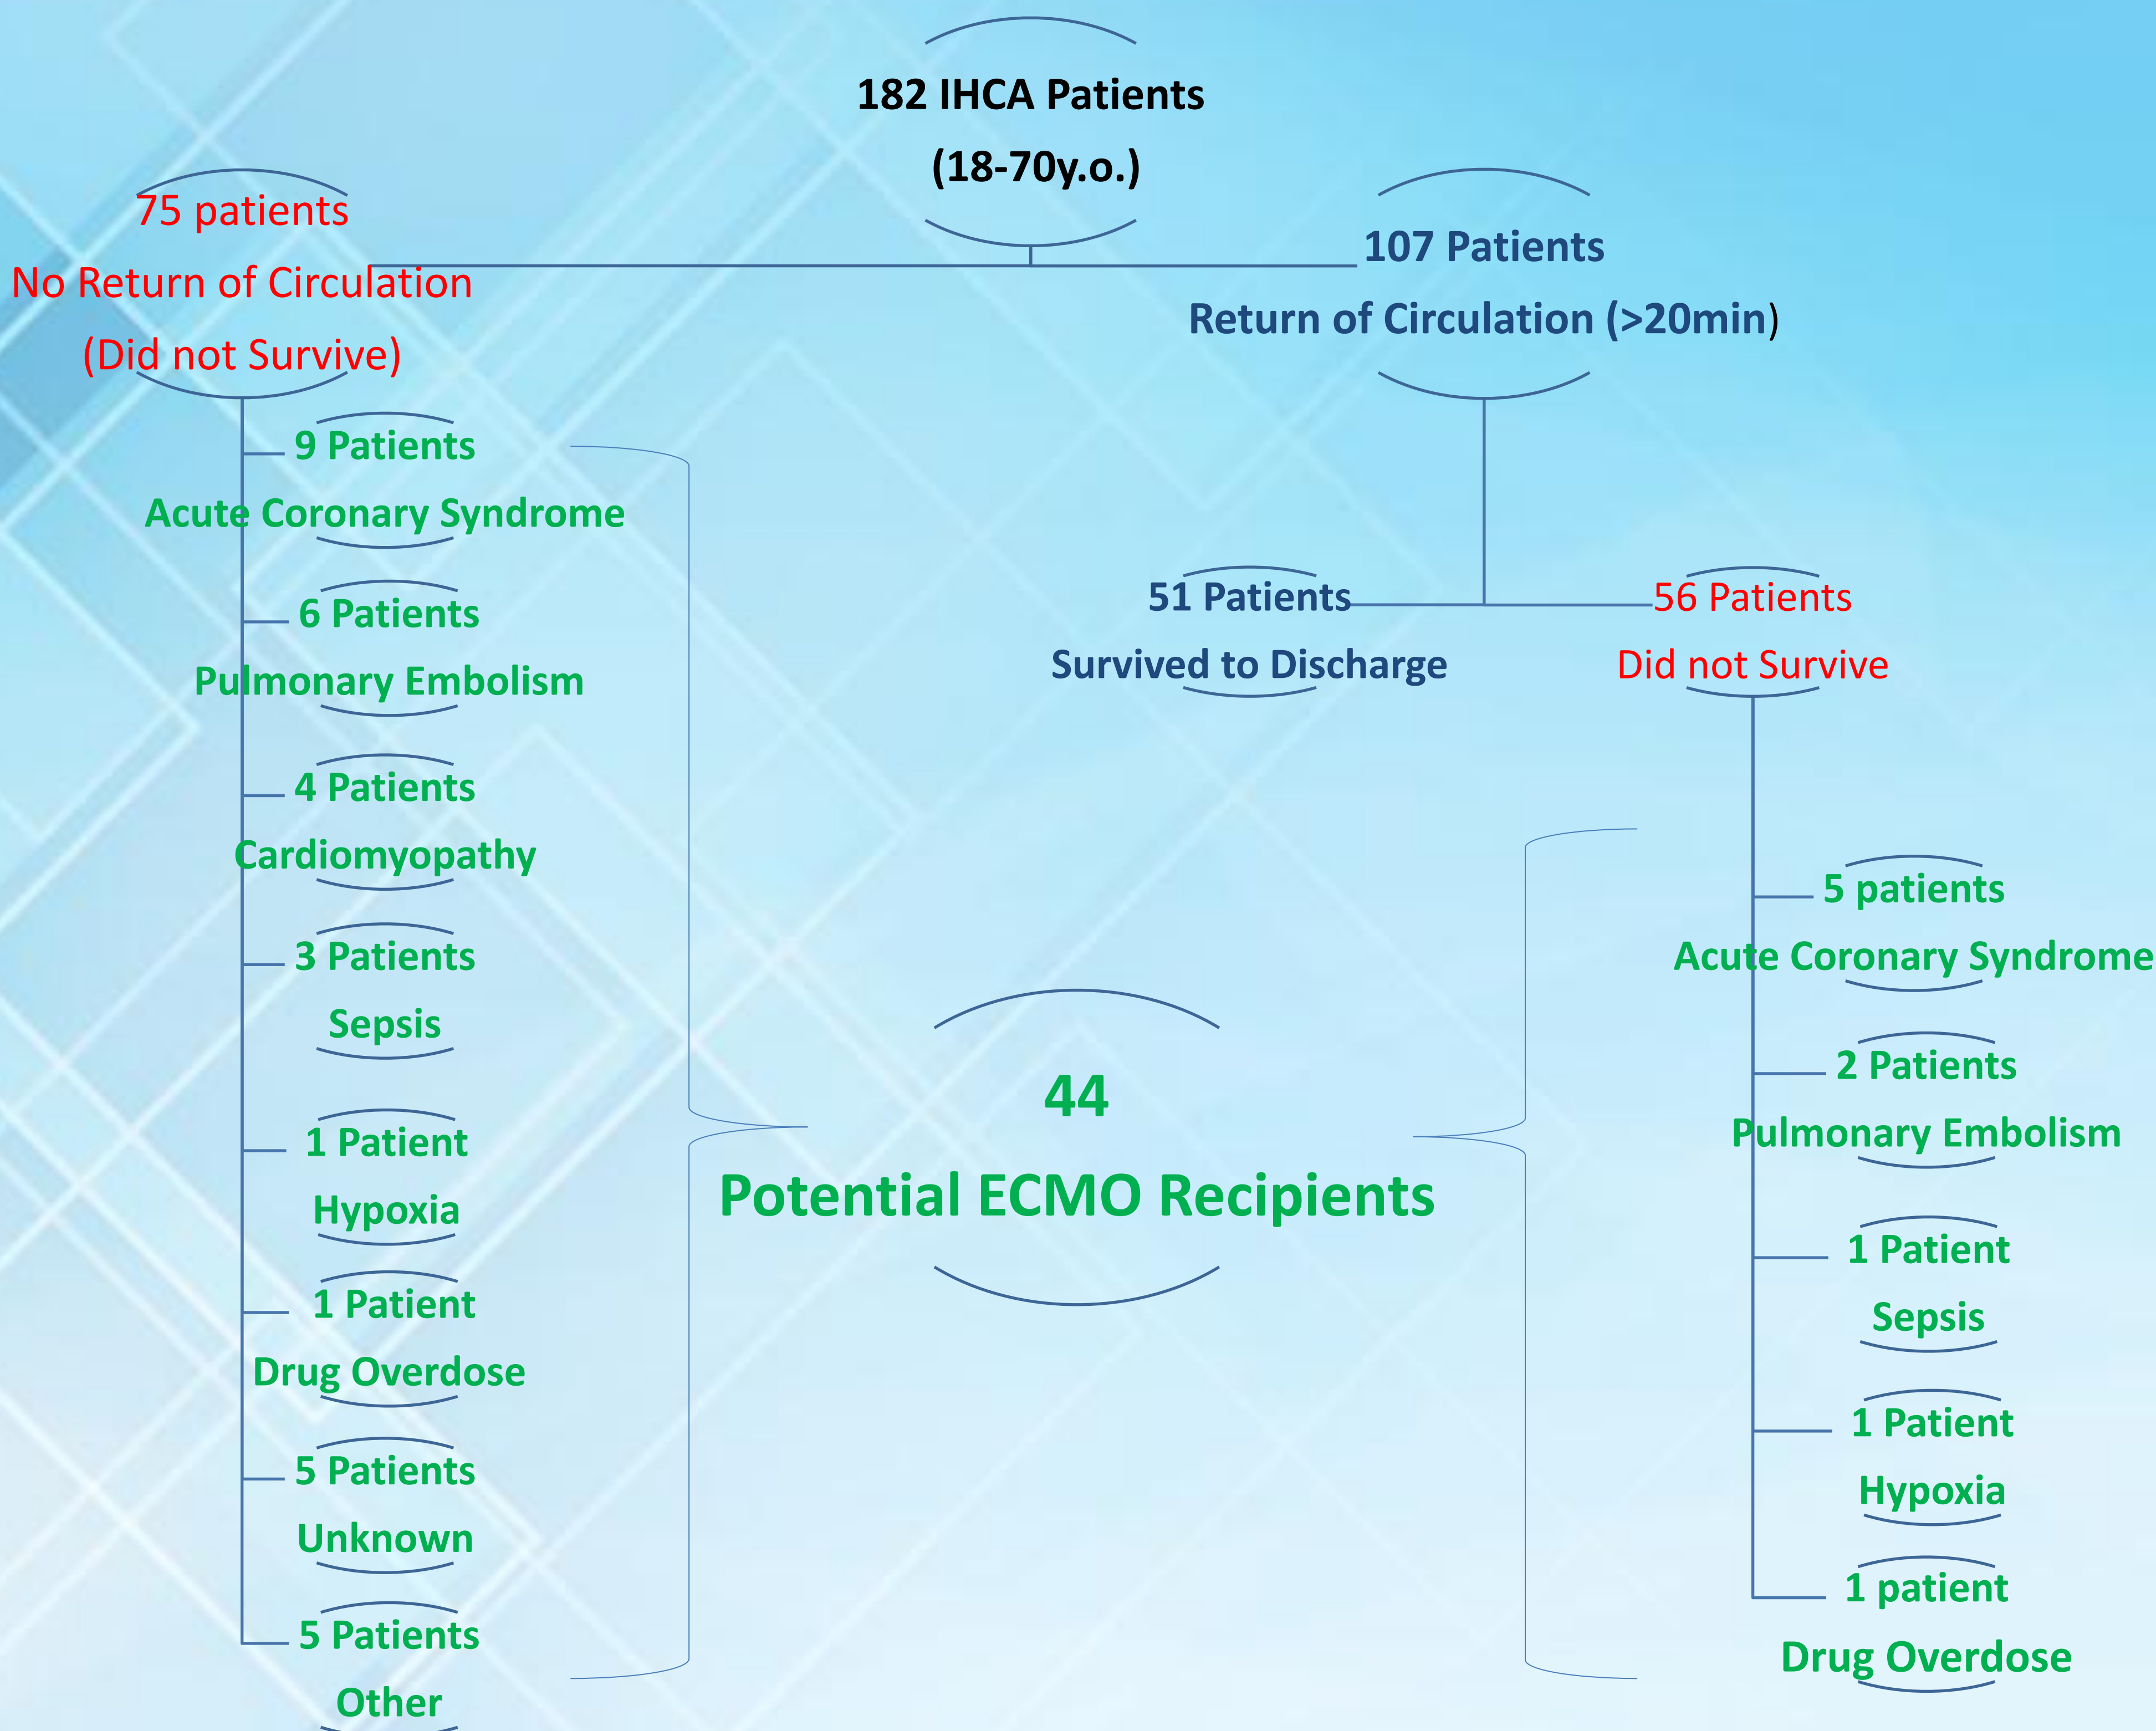 182 IHCA Patients
(18-70y.o.)
75 patients
No Return of Circulation
(Did not Survive)
107 Patients
Return of Circulation (>20min)
9 Patients
Acute Coronary Syndrome
6 Patients
Pulmonary Embolism
4 Patients
Cardiomyopathy
3 Patients
Sepsis
1 Patient
Hypoxia
1 Patient
Drug Overdose
5 Patients
Unknown
5 Patients
Other
51 Patients
Survived to Discharge
56 Patients
Did not Survive
44
Potential ECMO Recipients
5 patients
Acute Coronary Syndrome
2 Patients
Pulmonary Embolism
1 Patient
Sepsis
1 Patient
Hypoxia
1 patient
Drug Overdose